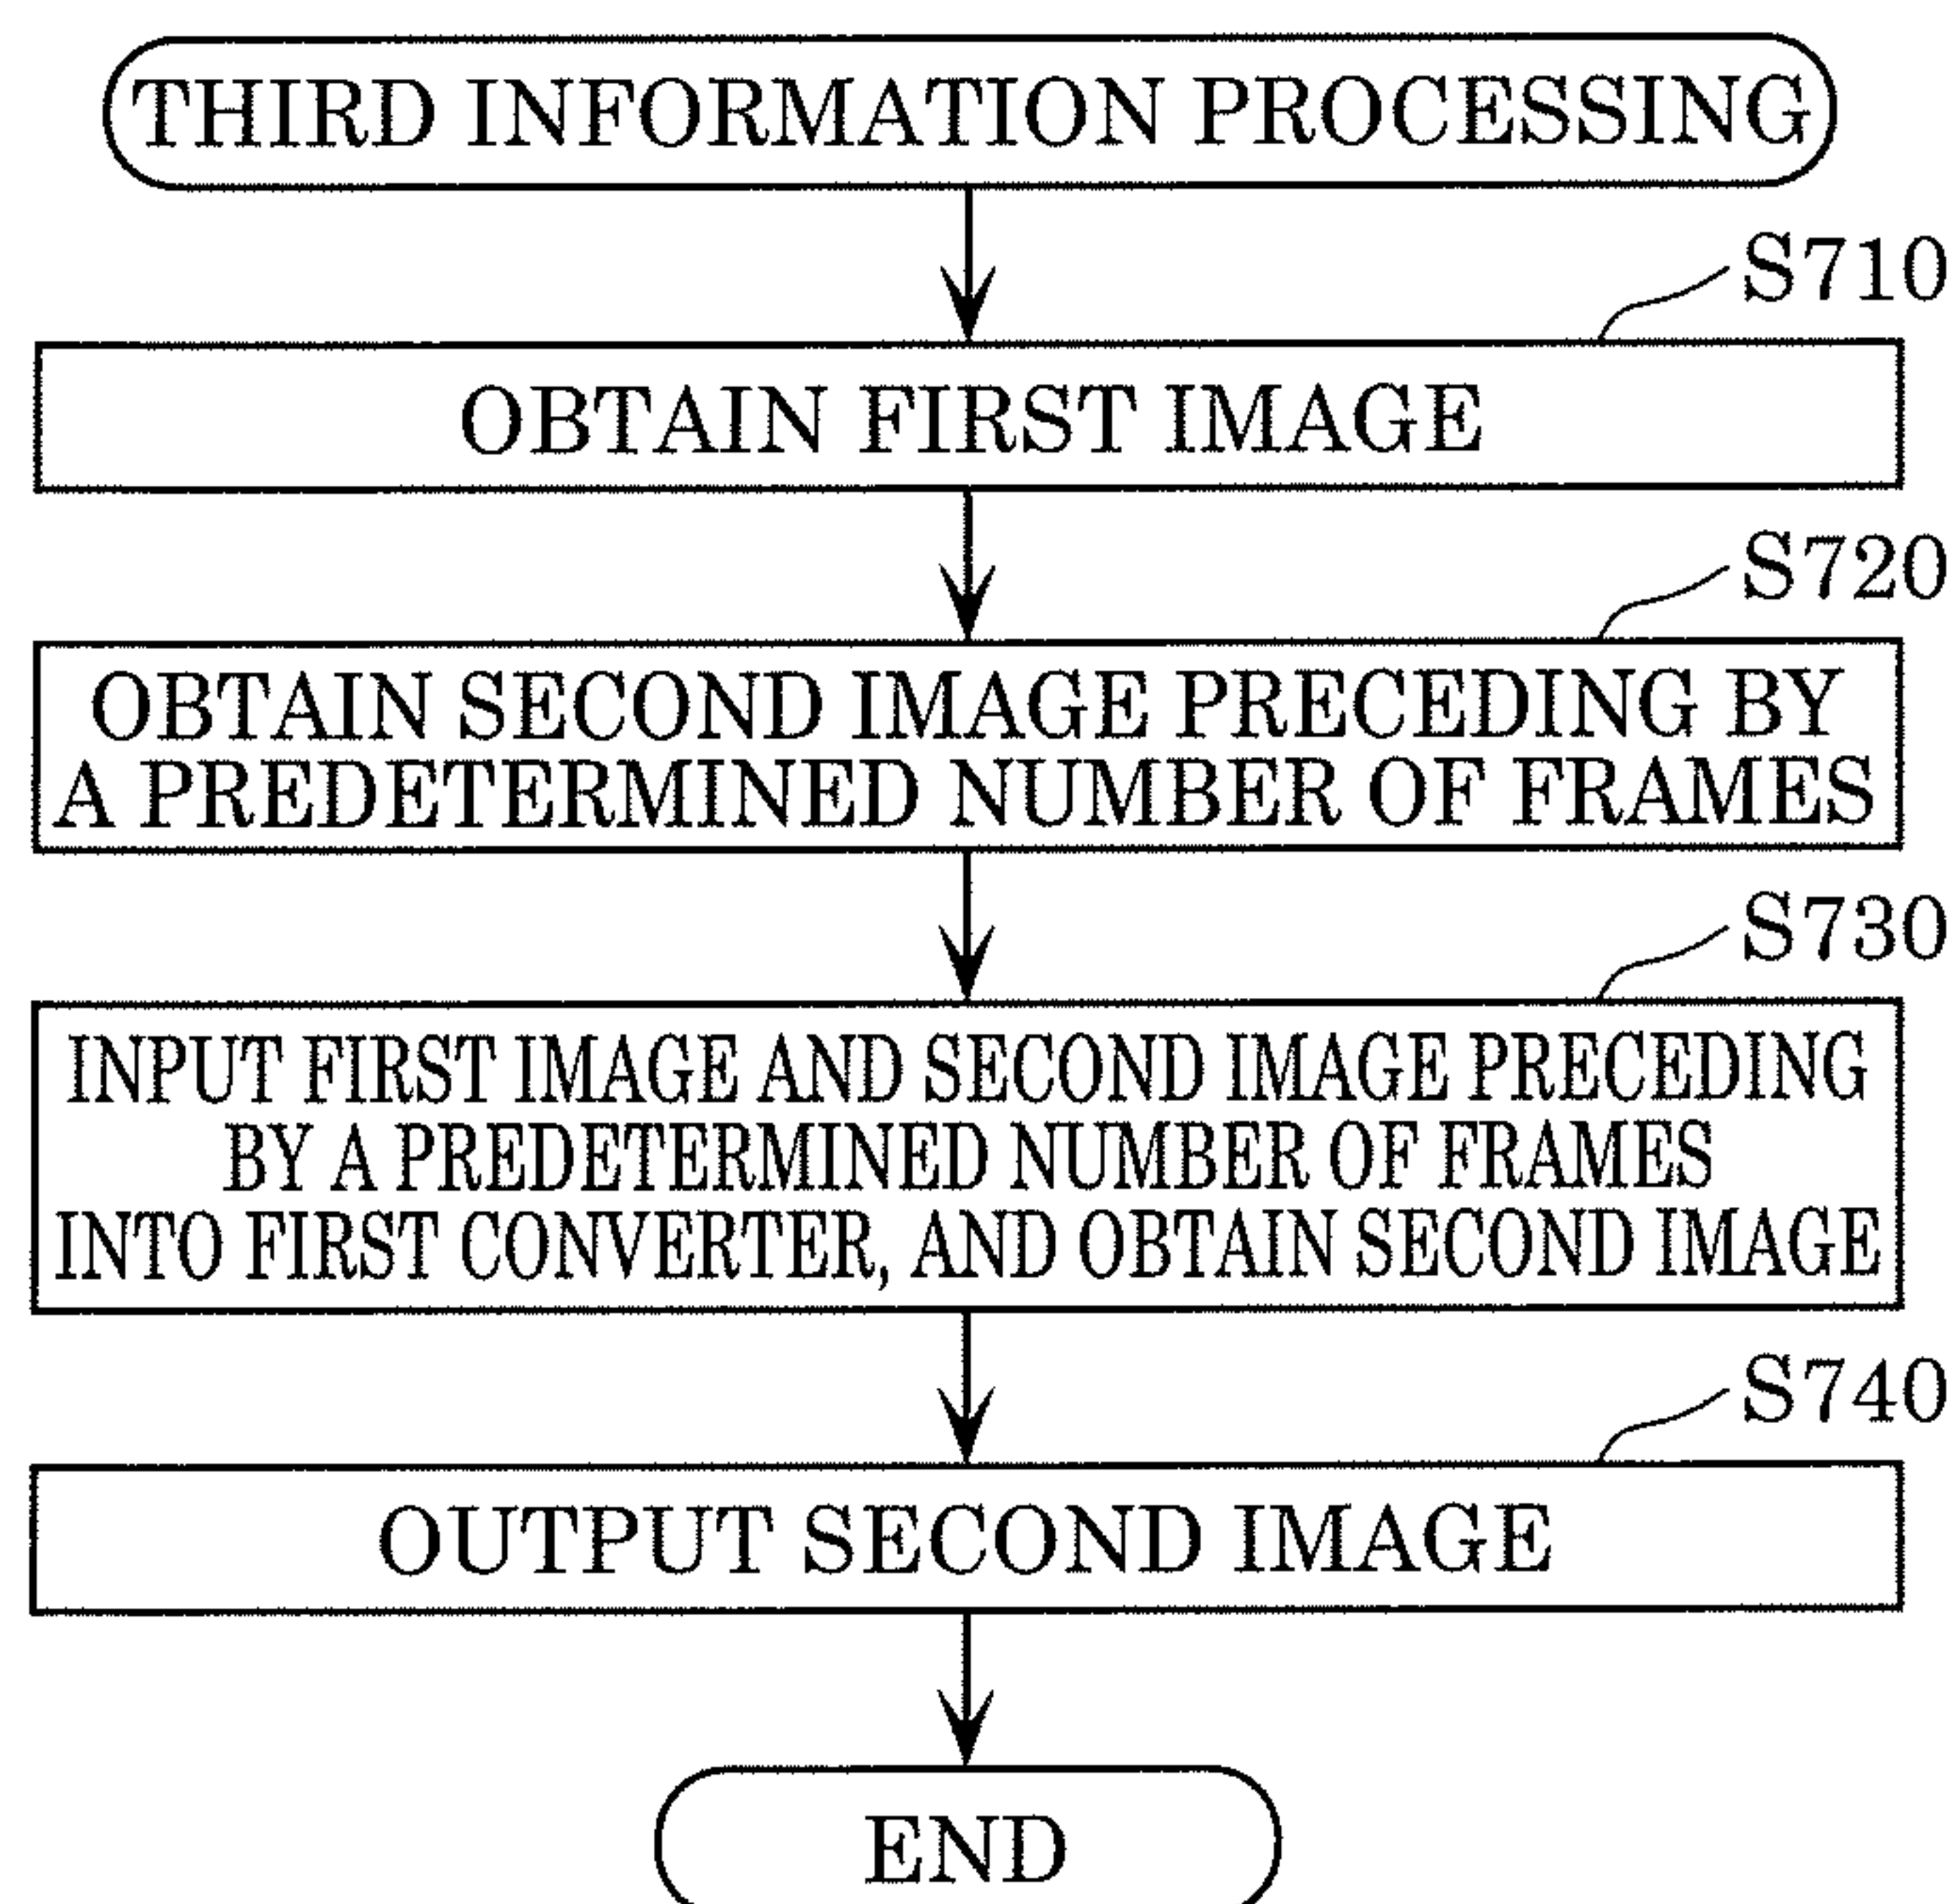 THIRD INFORMATION PROCESSING
S710
OBTAIN FIRST IMAGE
S720
OBTAIN SECOND IMAGE PRECEDING BY
A PREDETERMINED NUMBER OF FRAMES
S730
INPUT FIRST IMAGE AND SECOND IMAGE PRECEDING
BY A PREDETERMINED NUMBER OF FRAMES
INTO FIRST CONVERTER, AND OBTAIN SECOND IMAGE
S740
OUTPUT SECOND IMAGE
END